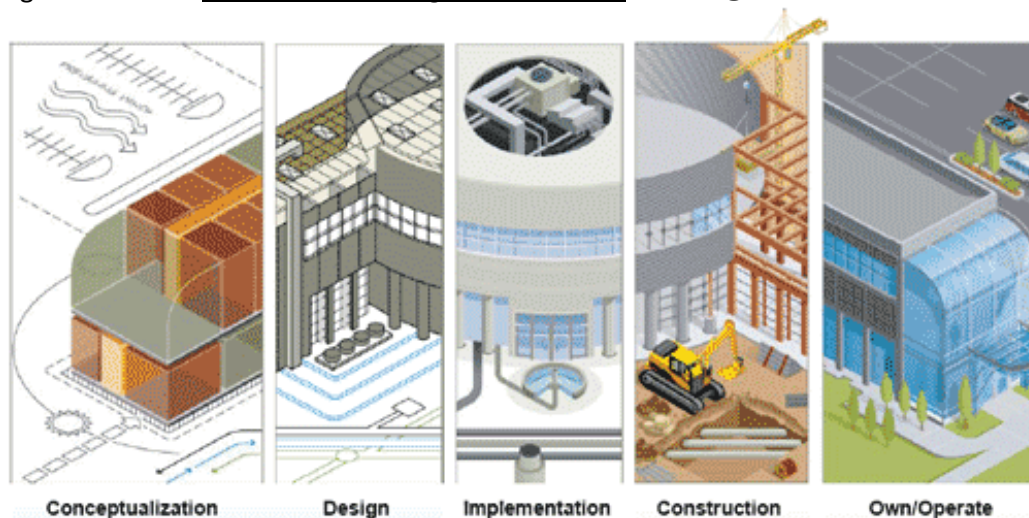 Conceptualization
Design
Implementation
Construction
Own/Operate